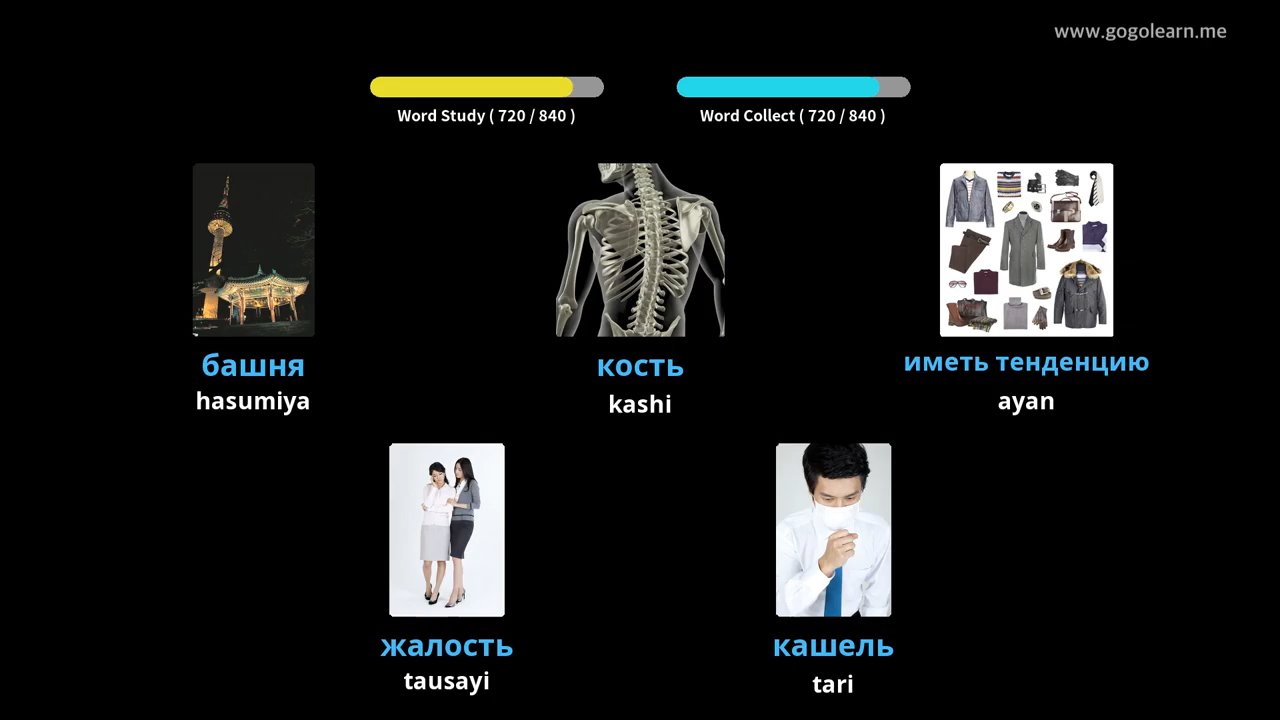 www.gogolearn.me
Word Study ( 720 / 840 )
Word Collect ( 720 / 840 )
башня
hasumiya
кость
kashi
иметь тенденцию
ayan
жалость
tausayi
кашель
tari